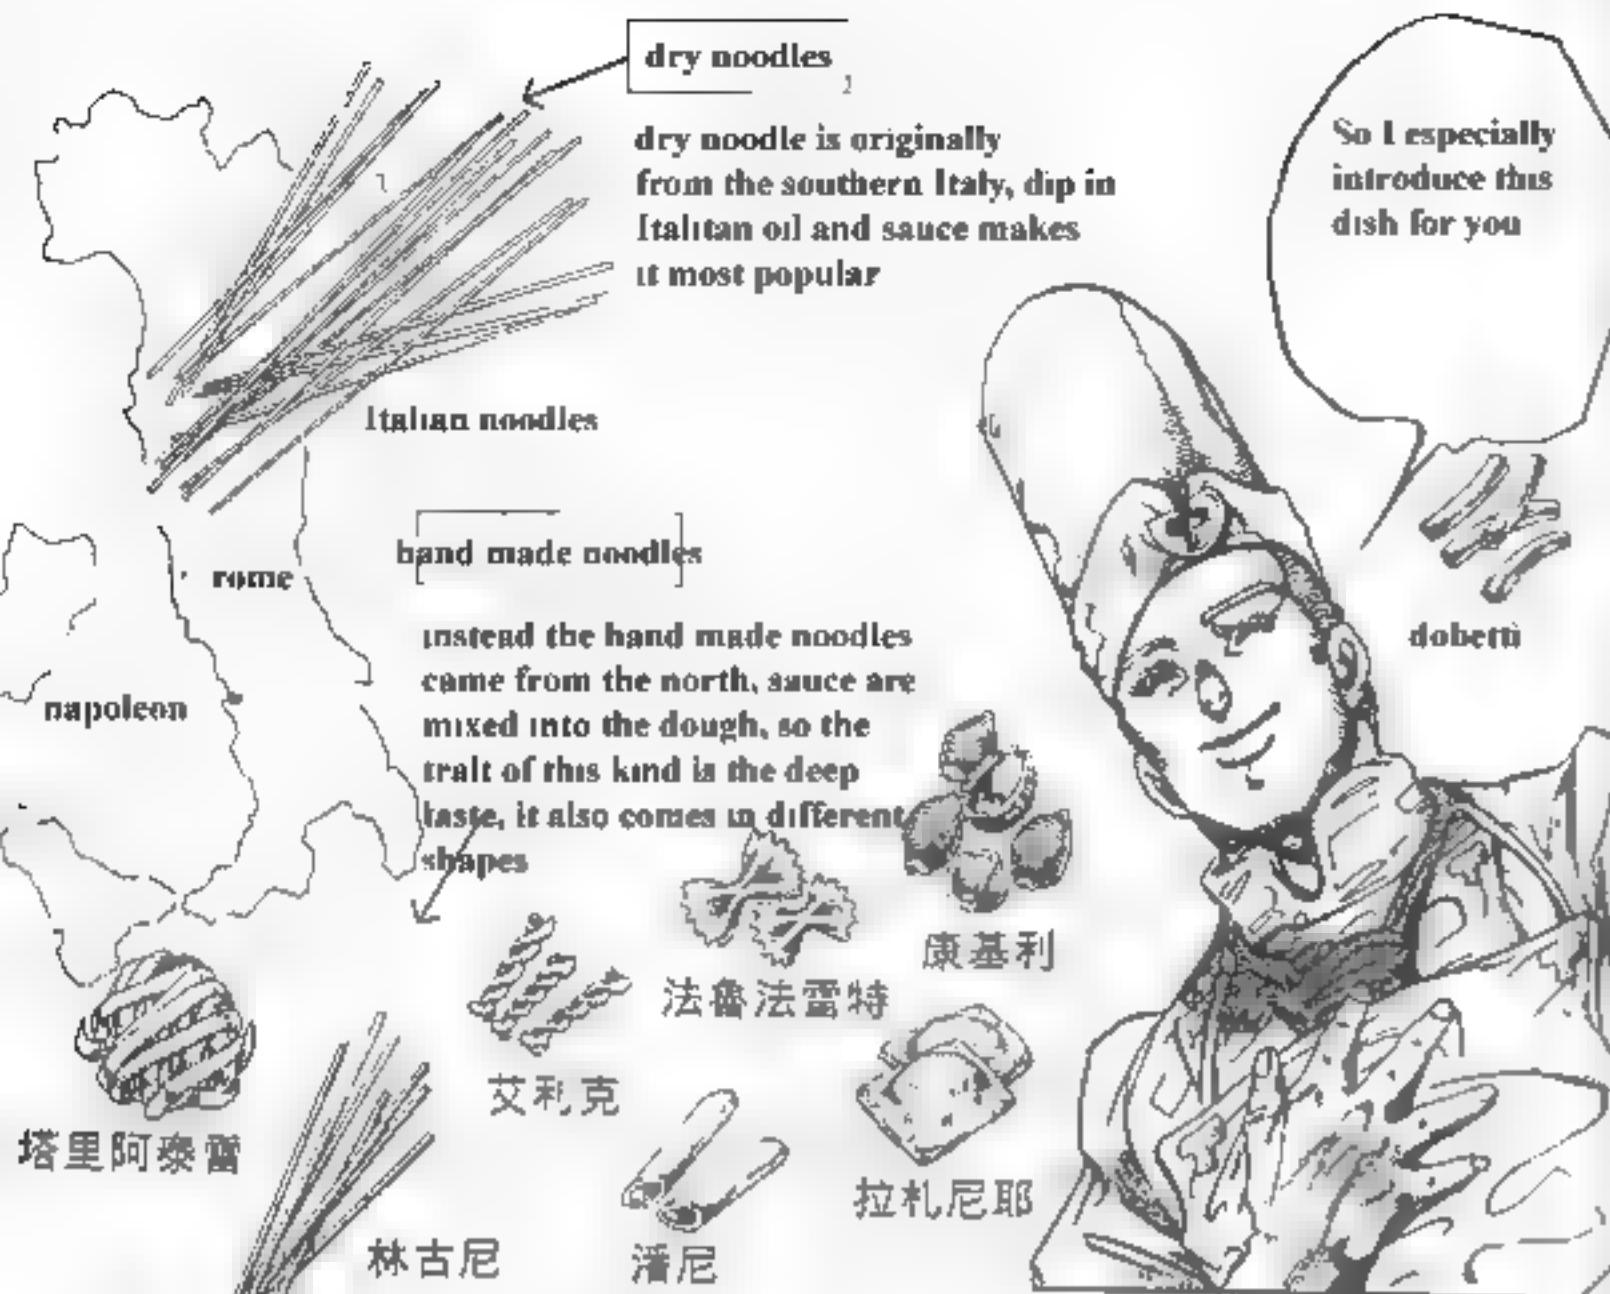 dry noodles
dry noodle is originally
from the southern Italy, dip in
Italitan oil and sauce makes
it most popular
So I especially
introduce this
dish for you
Italian noodles
hand made noodles
rome
instead the hand made noodles
came from the north, sauce are
mixed into the dough, so the
trait of this kind is the deep
taste, it also comes in different
shapes
napoleon
dobetti
康基利
法魯法雷特
艾利克
塔里阿泰雷
拉札尼耶
林古尼
潘尼